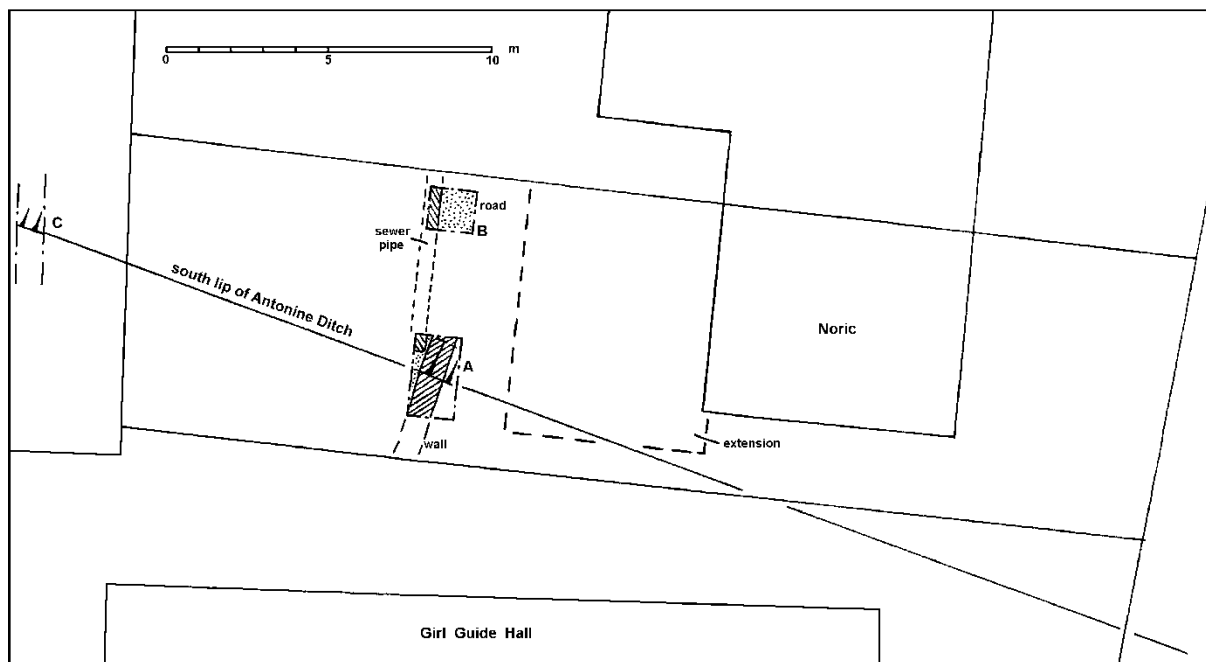 0 5 10 m
road
B
C
sewer
pipe
south lip of Antonine Ditch
Noric
A
wall
extension
Girl Guide Hall